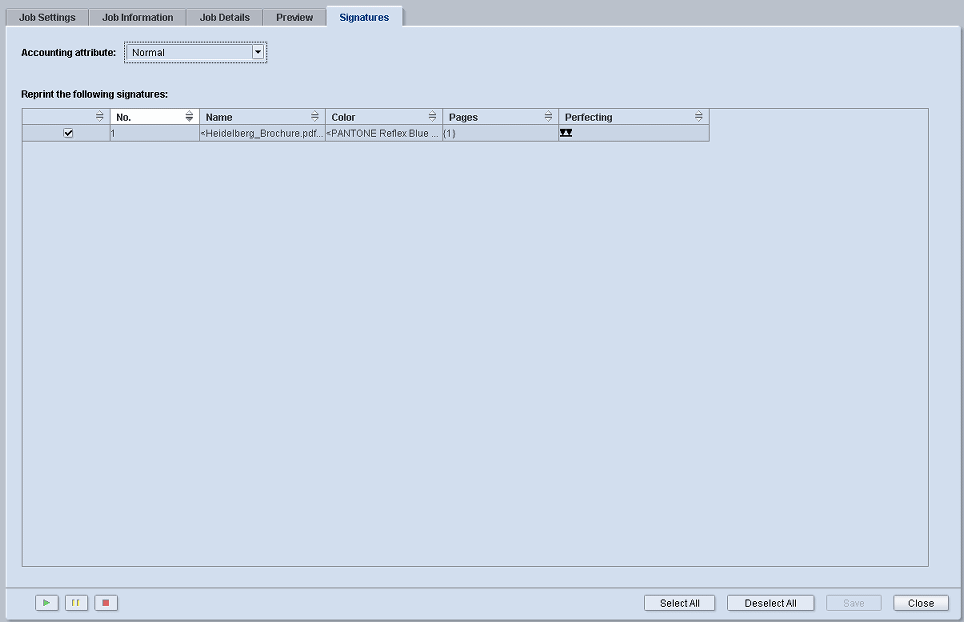 Job Settings Job Information Job Details Preview Signatures
Accounting attribute: Normal
Reprint the following signatures:
No. Name Color Pages Perfecting
1 <Heidelberg_Brochure.pdf... <PANTONE Reflex Blue ... {1}
Select All Deselect All Save Close